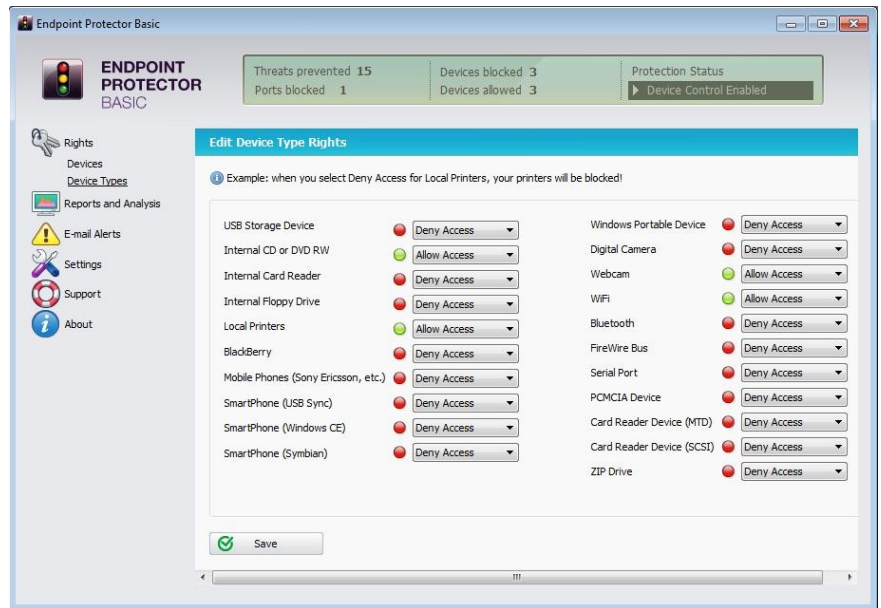 Endpoint Protector Basic
ENDPOINT
PROTECTOR
BASIC
Threats prevented 15
Ports blocked 1
Devices blocked 3
Devices allowed 3
Protection Status
Device Control Enabled
Rights
Devices
Device Types
Reports and Analysis
E-mail Alerts
Settings
Support
About
Edit Device Type Rights
Example: when you select Deny Access for Local Printers, your printers will be blocked!
USB Storage Device Deny Access
Internal CD or DVD RW Allow Access
Internal Card Reader Deny Access
Internal Floppy Drive Deny Access
Local Printers Allow Access
BlackBerry Deny Access
Mobile Phones (Sony Ericsson, etc.) Deny Access
SmartPhone (USB Sync) Deny Access
SmartPhone (Windows CE) Deny Access
SmartPhone (Symbian) Deny Access
Windows Portable Device Deny Access
Digital Camera Deny Access
Webcam Allow Access
WiFi Allow Access
Bluetooth Deny Access
FireWire Bus Deny Access
Serial Port Deny Access
PCMCIA Device Deny Access
Card Reader Device (MTD) Deny Access
Card Reader Device (SCSI) Deny Access
ZIP Drive Deny Access
Save